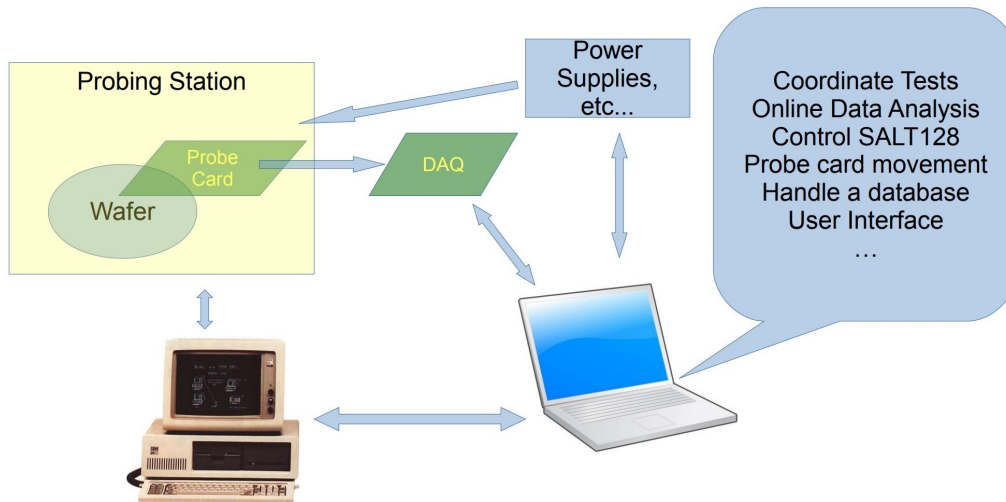 Probing Station
Power
Supplies,
etc...
Probe
Card
DAQ
Wafer
Coordinate Tests
Online Data Analysis
Control SALT128
Probe card movement
Handle a database
User Interface
...